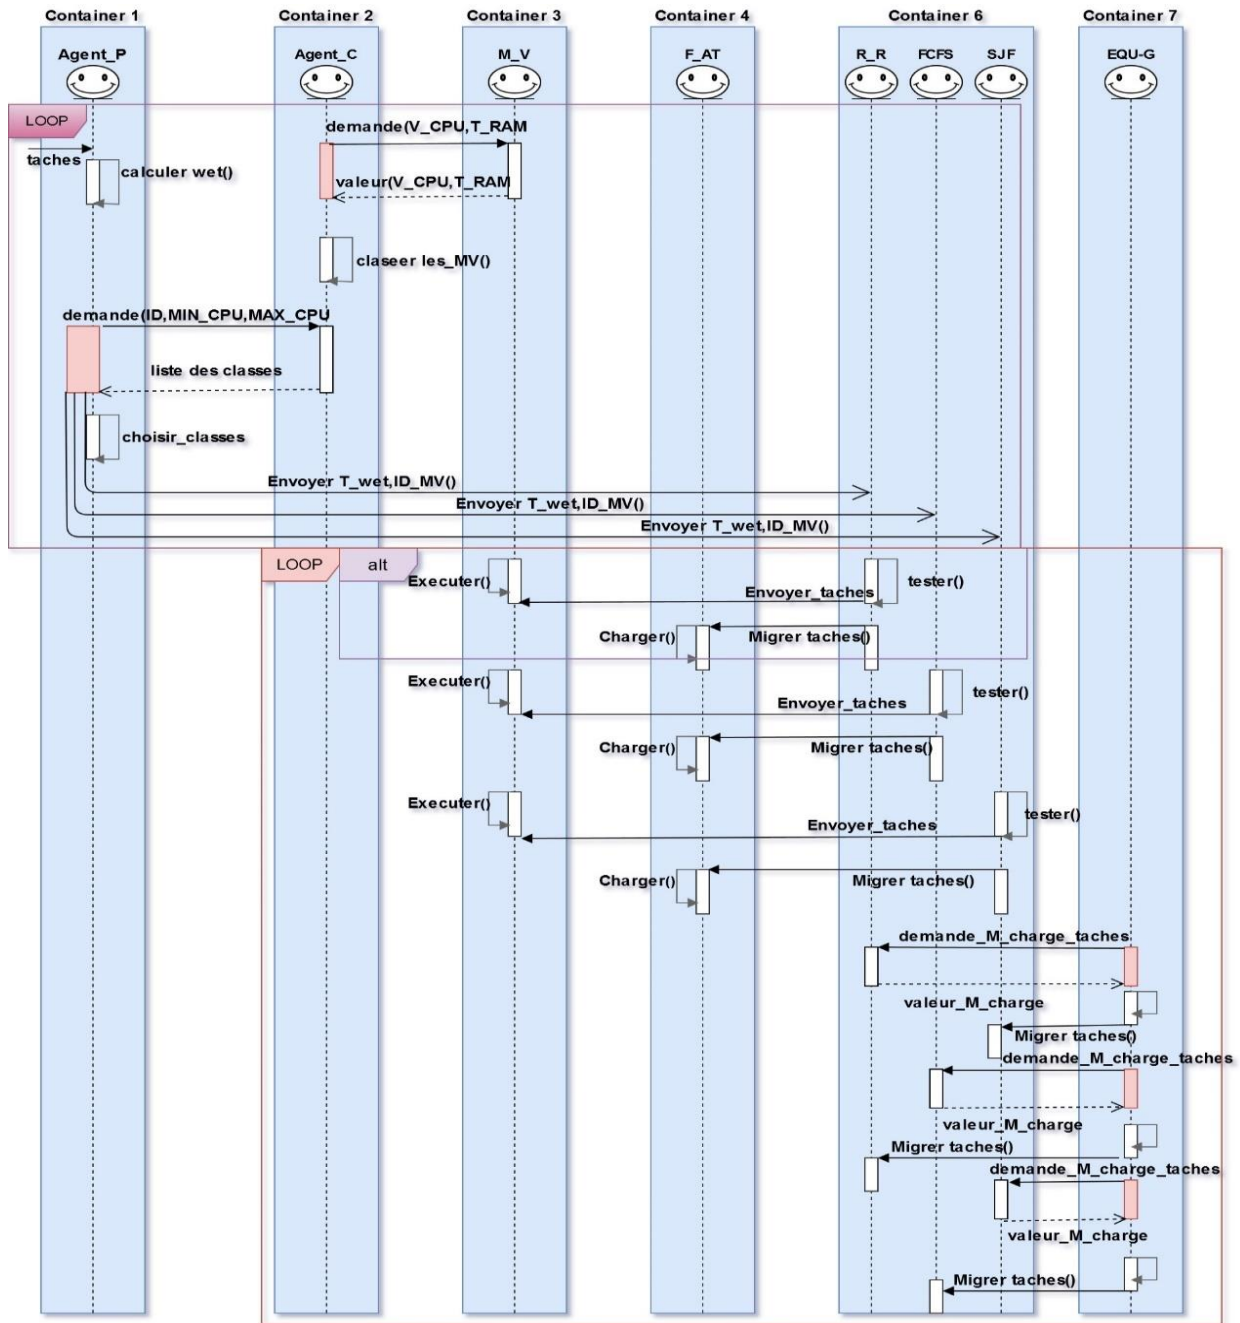 Container 1 Container 2 Container 3 Container 4 Container 6 Container 7
Agent_P Agent_C M_V F_AT R_R FCFS SJF EQU-G
LOOP
demande(V_CPU,T_RAM
taches
calculer wet()
valeur(V_CPU,T_RAM
claseer les_MV()
demande(ID,MIN_CPU,MAX_CPU
liste des classes
choisir_classes
Envoyer T_wet,ID_MV()
Envoyer T_wet,ID_MV()
Envoyer T_wet,ID_MV()
LOOP alt
Executer() tester()
Envoyer_taches
Charger() Migrer taches()
Executer() tester()
Envoyer_taches
Charger() Migrer taches()
Executer() tester()
Envoyer_taches
Charger() Migrer taches()
demande_M_charge_taches
valeur_M_charge
Migrer taches()
demande_M_charge_taches
valeur_M_charge
Migrer taches()
demande_M_charge_taches
valeur_M_charge
Migrer taches()